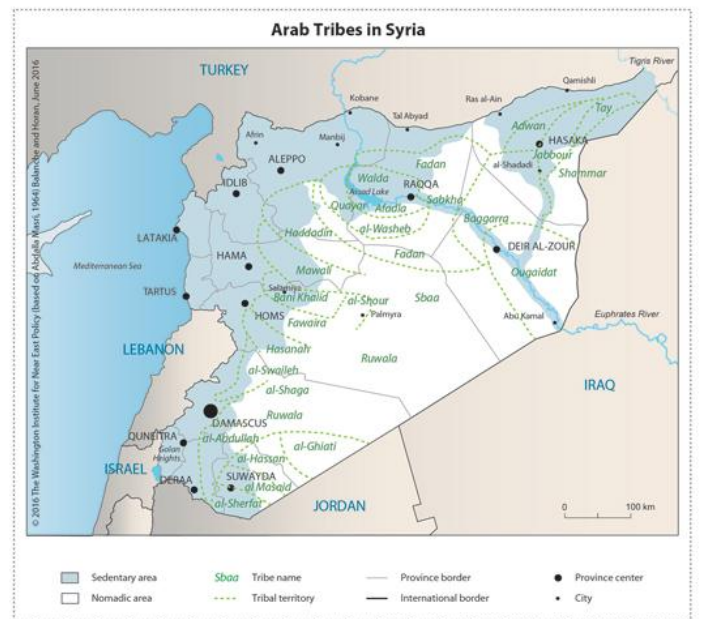 Arab Tribes in Syria
© 2016 The Washington Institute for Near East Policy (based on Abdalla Masri, 1964) Balanche and Horan, June 2016
TURKEY
Tigris River
Qamishli
Kobane
Ras al-Ain
Tal Abyad
Tay
Adwan
Afrin
Manbij
HASAKA
ALEPPO
Jabbour
al-Shadadi
Shammar
Fadan
Walda
IDLIB
RAQQA
Assad Lake
Sabkha
Quayar
Afadla
Baggarra
al-Washeb
Haddadin
LATAKIA
DEIR AL-ZOUR
Fadan
HAMA
Mawali
Ougaidat
Mediterranean Sea
Salamiya
TARTUS
Bani Khalid
al-Shour
Sbaa
HOMS
Palmyra
Abu Kamal
Euphrates River
Fawaira
LEBANON
Hasanah
Ruwala
al-Swaileh
IRAQ
al-Shaga
Ruwala
DAMASCUS
QUNEITRA
al-Abdullah
al-Ghiati
Golan
Heights
al-Hassan
ISRAEL
SUWAYDA
DERAA
al Masaid
al-Sherfat
JORDAN
0 100 km
Sedentary area
Sbaa Tribe name
Province border
Province center
Nomadic area
Tribal territory
International border
City